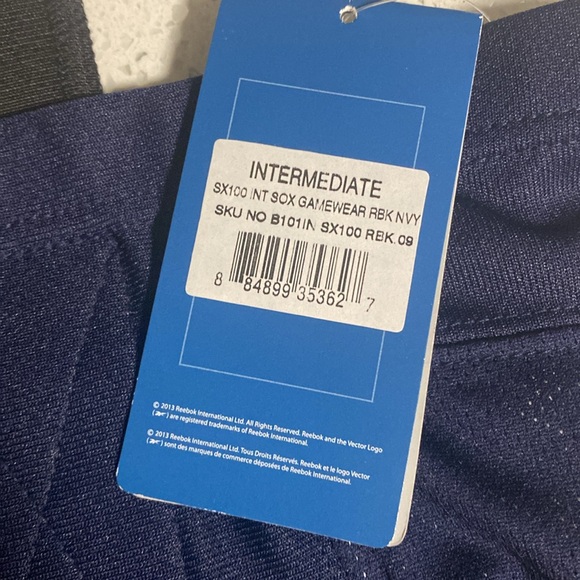 INTERMEDIATE
SX100 INT SOX GAMEWEAR RBK NVY
SKU NO B101IN SX100 RBK.09
8 84899 35362 7
© 2013 Reebok International Ltd. All Rights Reserved. Reebok and the Vector Logo
( ) are registered trademarks of Reebok International.
© 2013 Reebok International Ltd. Tous Droits Réservés. Reebok et le logo Vector
( ) sont des marques de commerce déposées de Reebok International.